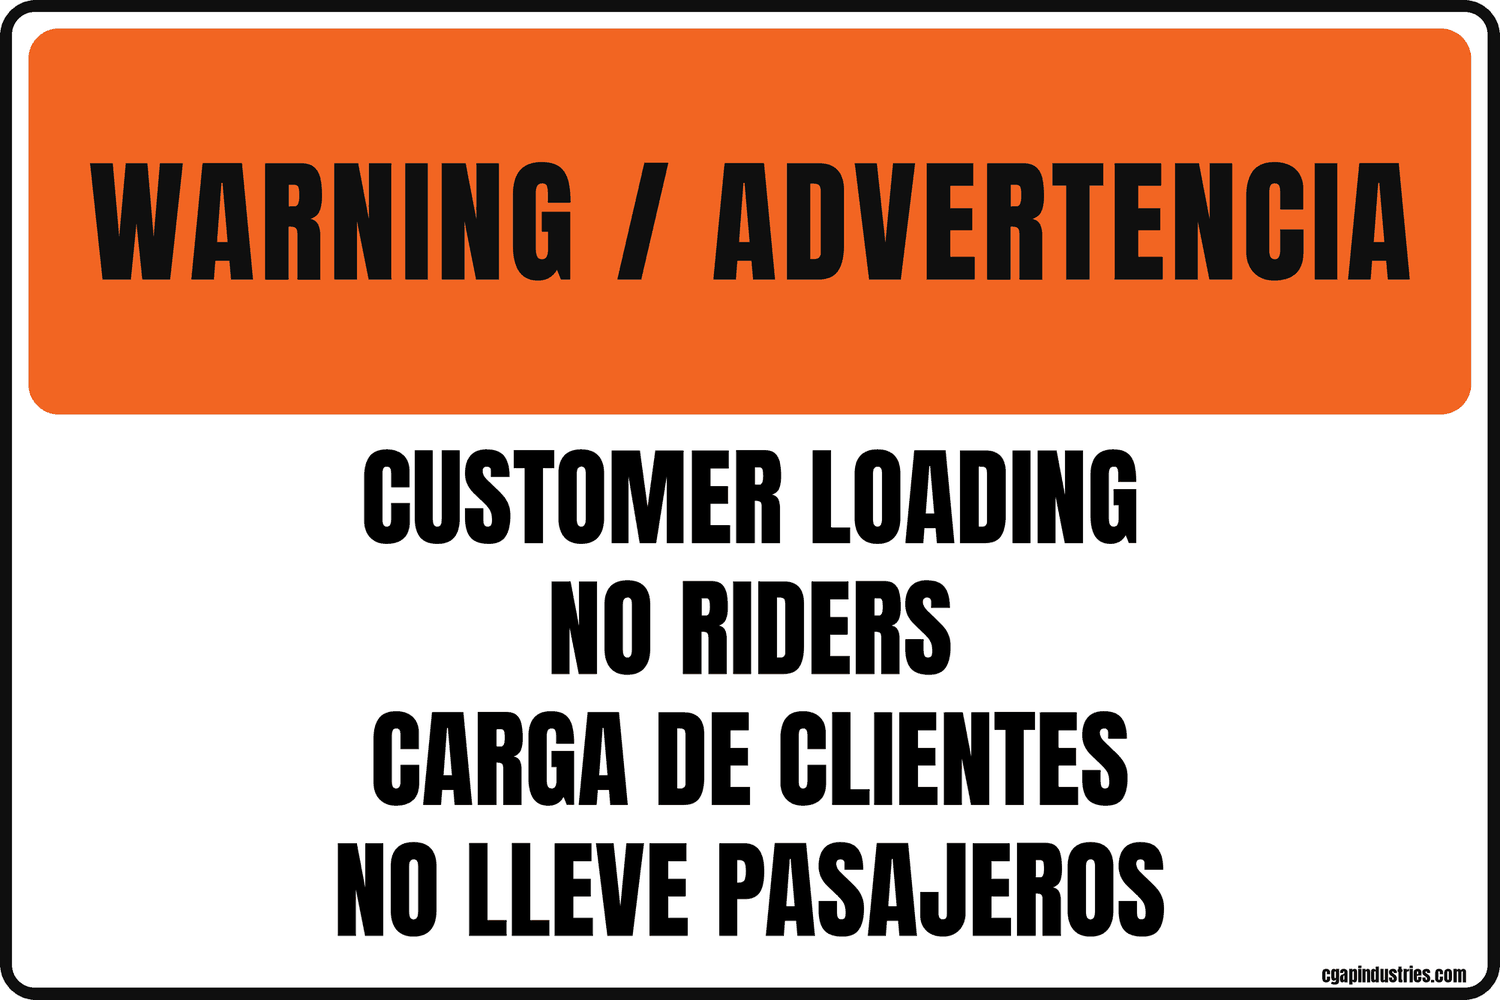 WARNING / ADVERTENCIA
CUSTOMER LOADING
NO RIDERS
CARGA DE CLIENTES
NO LLEVE PASAJEROS
cgapindustries.com